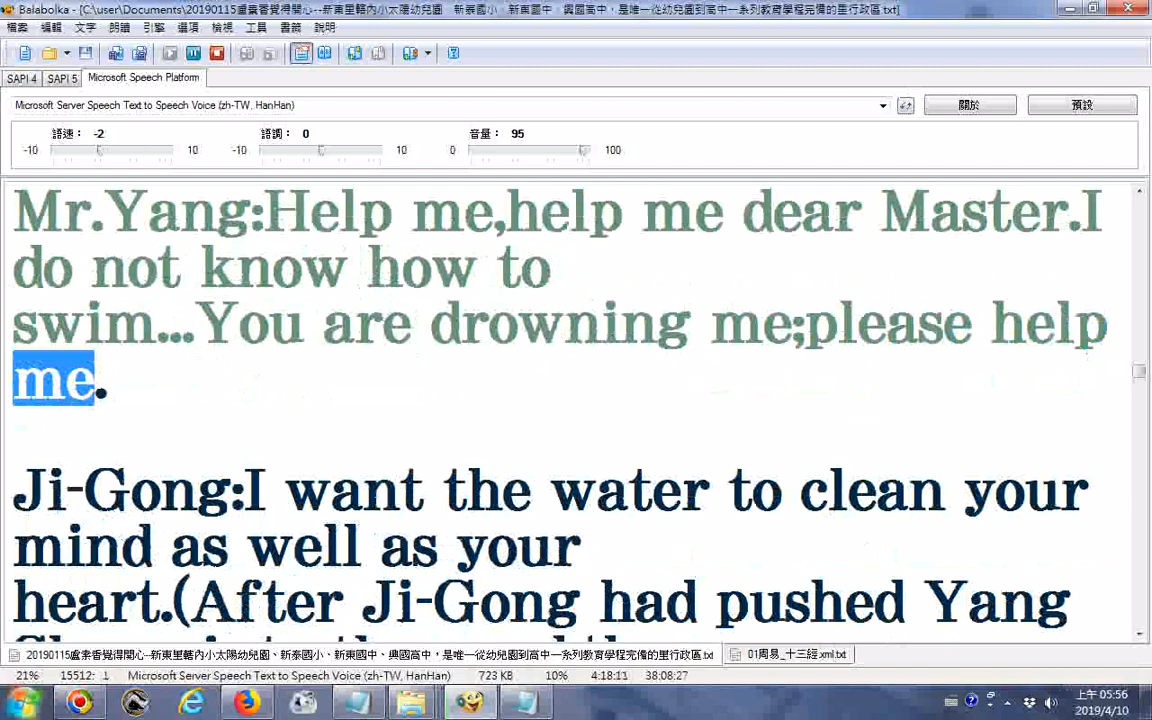 Balabolka - [C:\user\Documents\20190115盧素香覺得開心--新東里轄內小太陽幼兒園、新泰國小、新東國中、興國高中，是唯一從幼兒園到高中一系列教育學程完備的里行政區.txt]
檔案 編輯 文字 朗讀 引擎 選項 檢視 工具 書籤 說明
SAPI 4 SAPI 5 Microsoft Speech Platform
Microsoft Server Speech Text to Speech Voice (zh-TW, HanHan) 關於 預設
語速： -2 語調： 0 音量： 95
-10 10 -10 10 0 100
Mr.Yang:Help me,help me dear Master.I
do not know how to
swim...You are drowning me;please help
me.
Ji-Gong:I want the water to clean your
mind as well as your
heart.(After Ji-Gong had pushed Yang
20190115盧素香覺得開心--新東里轄內小太陽幼兒園、新泰國小、新東國中、興國高中，是唯一從幼兒園到高中一系列教育學程完備的里行政區.txt 01周易_十三經.xml.txt
21% 15512: 1 Microsoft Server Speech Text to Speech Voice (zh-TW, HanHan) 723 KB 10% 4:18:11 38:08:27
上午 05:56
2019/4/10